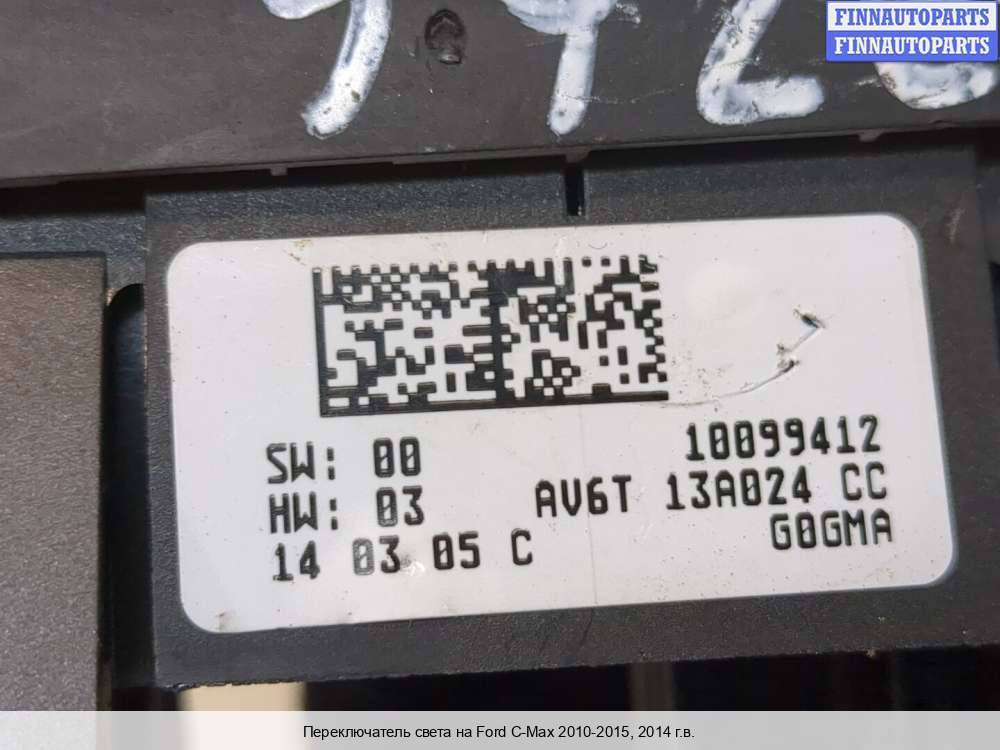 FINNAUTOPARTS
FINNAUTOPARTS
SW: 00
10099412
HW: 03
AV6T 13A024 CC
14 03 05 C
G0GMA
Переключатель света на Ford C-Max 2010-2015, 2014 г.в.